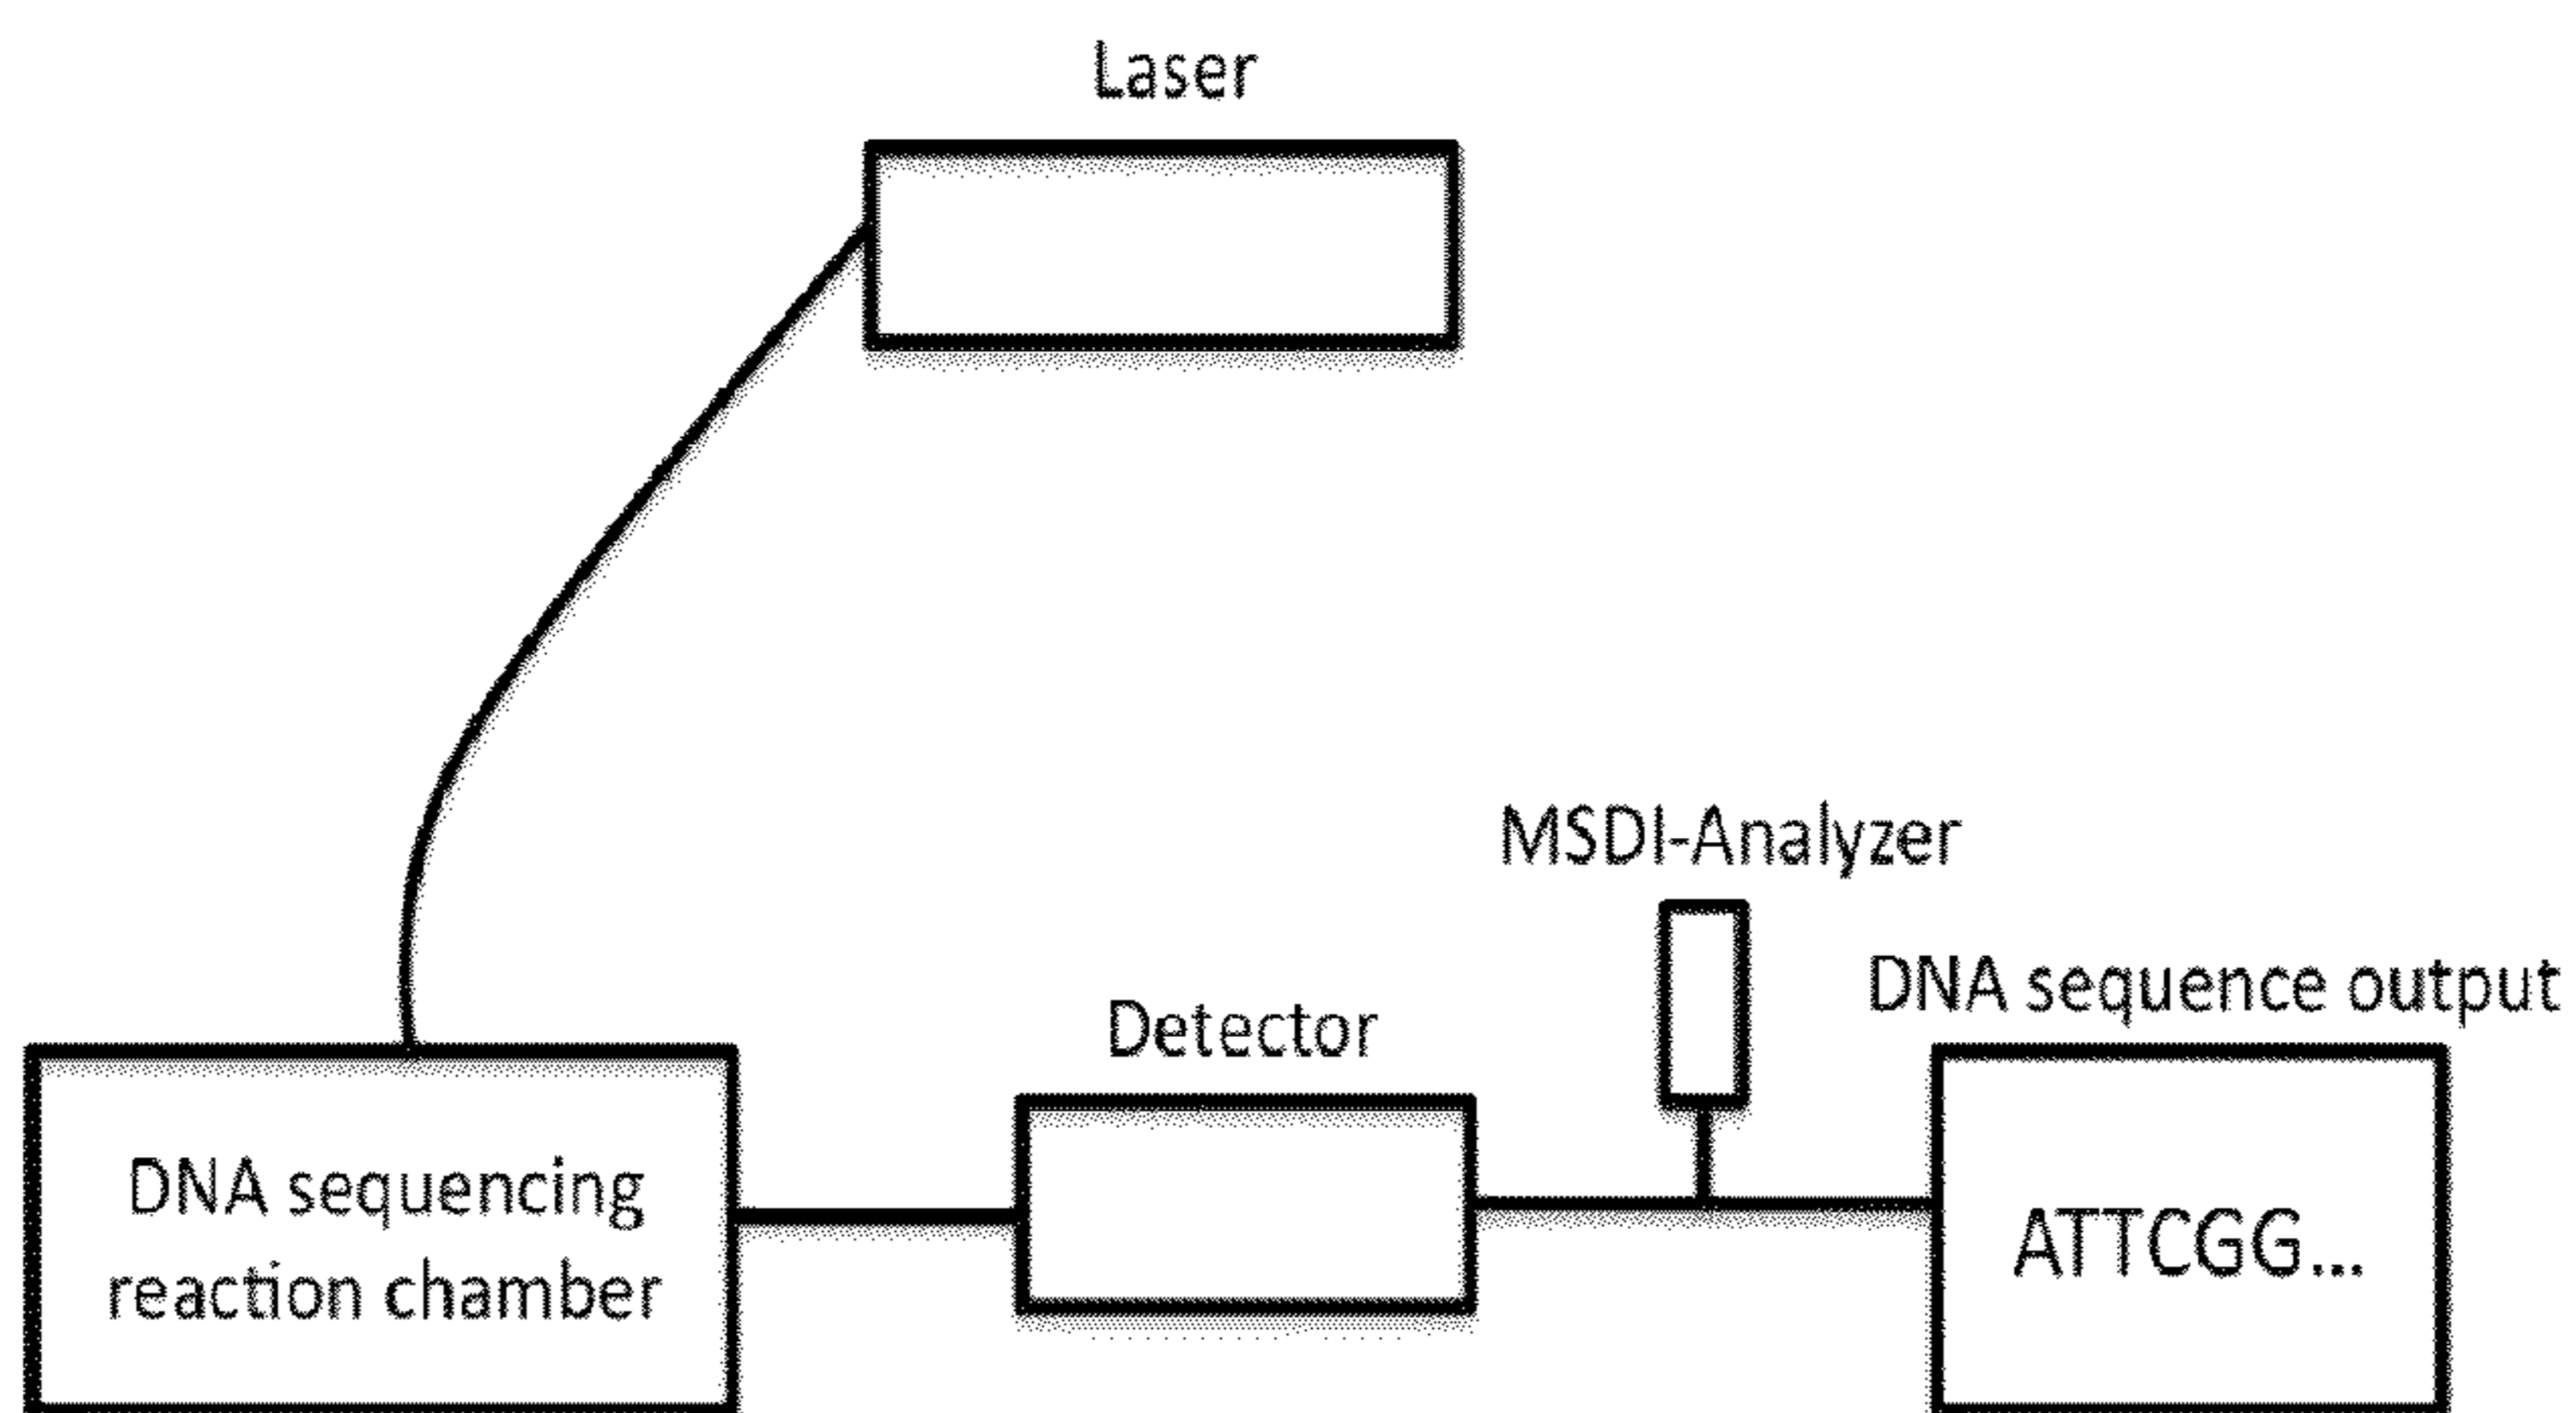 Laser
MSDI-Analyzer
DNA sequence output
Detector
DNA sequencing
reaction chamber
ATTCGG...